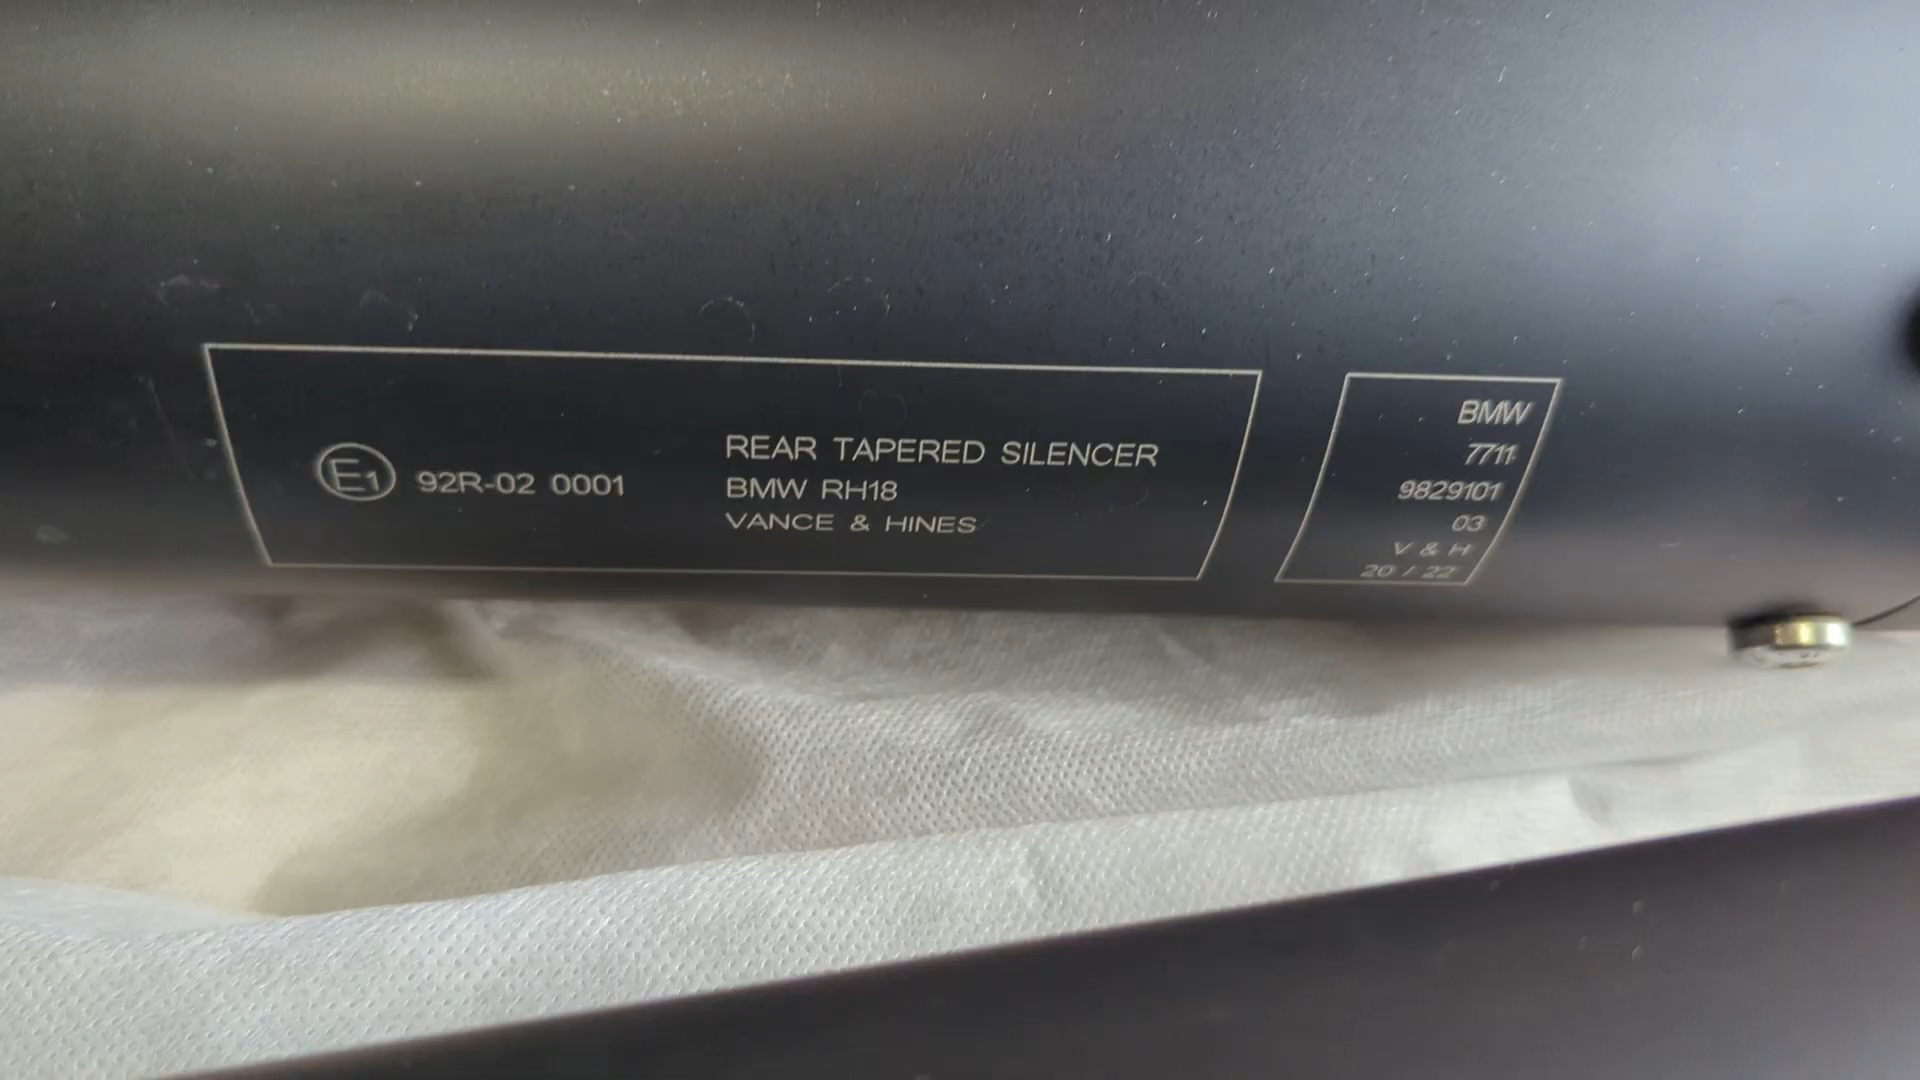 E1 92R-02 0001
REAR TAPERED SILENCER
BMW RH18
VANCE & HINES
BMW
7711
9829101
03
V & H
20 / 22